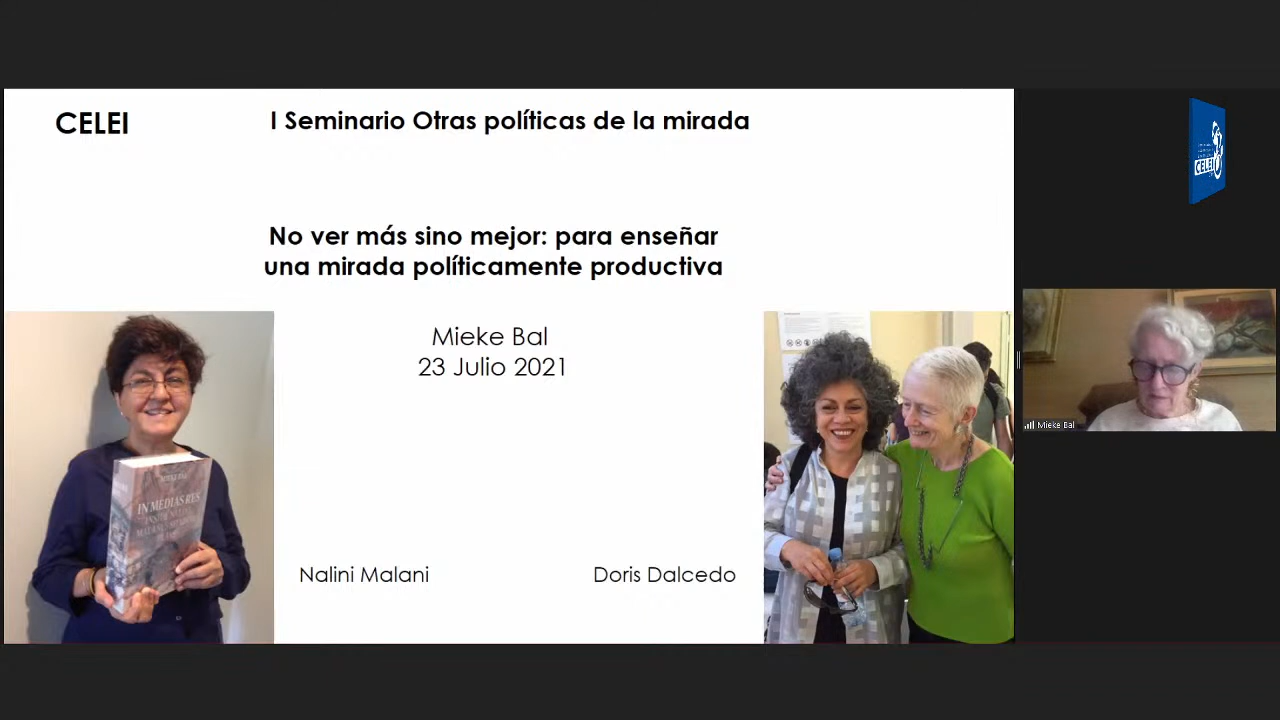 CELEI
I Seminario Otras políticas de la mirada
No ver más sino mejor: para enseñar
una mirada políticamente productiva
Mieke Bal
23 Julio 2021
Nalini Malani
Doris Dalcedo
IN MEDIAS RES
CELEI
Mieke Bal